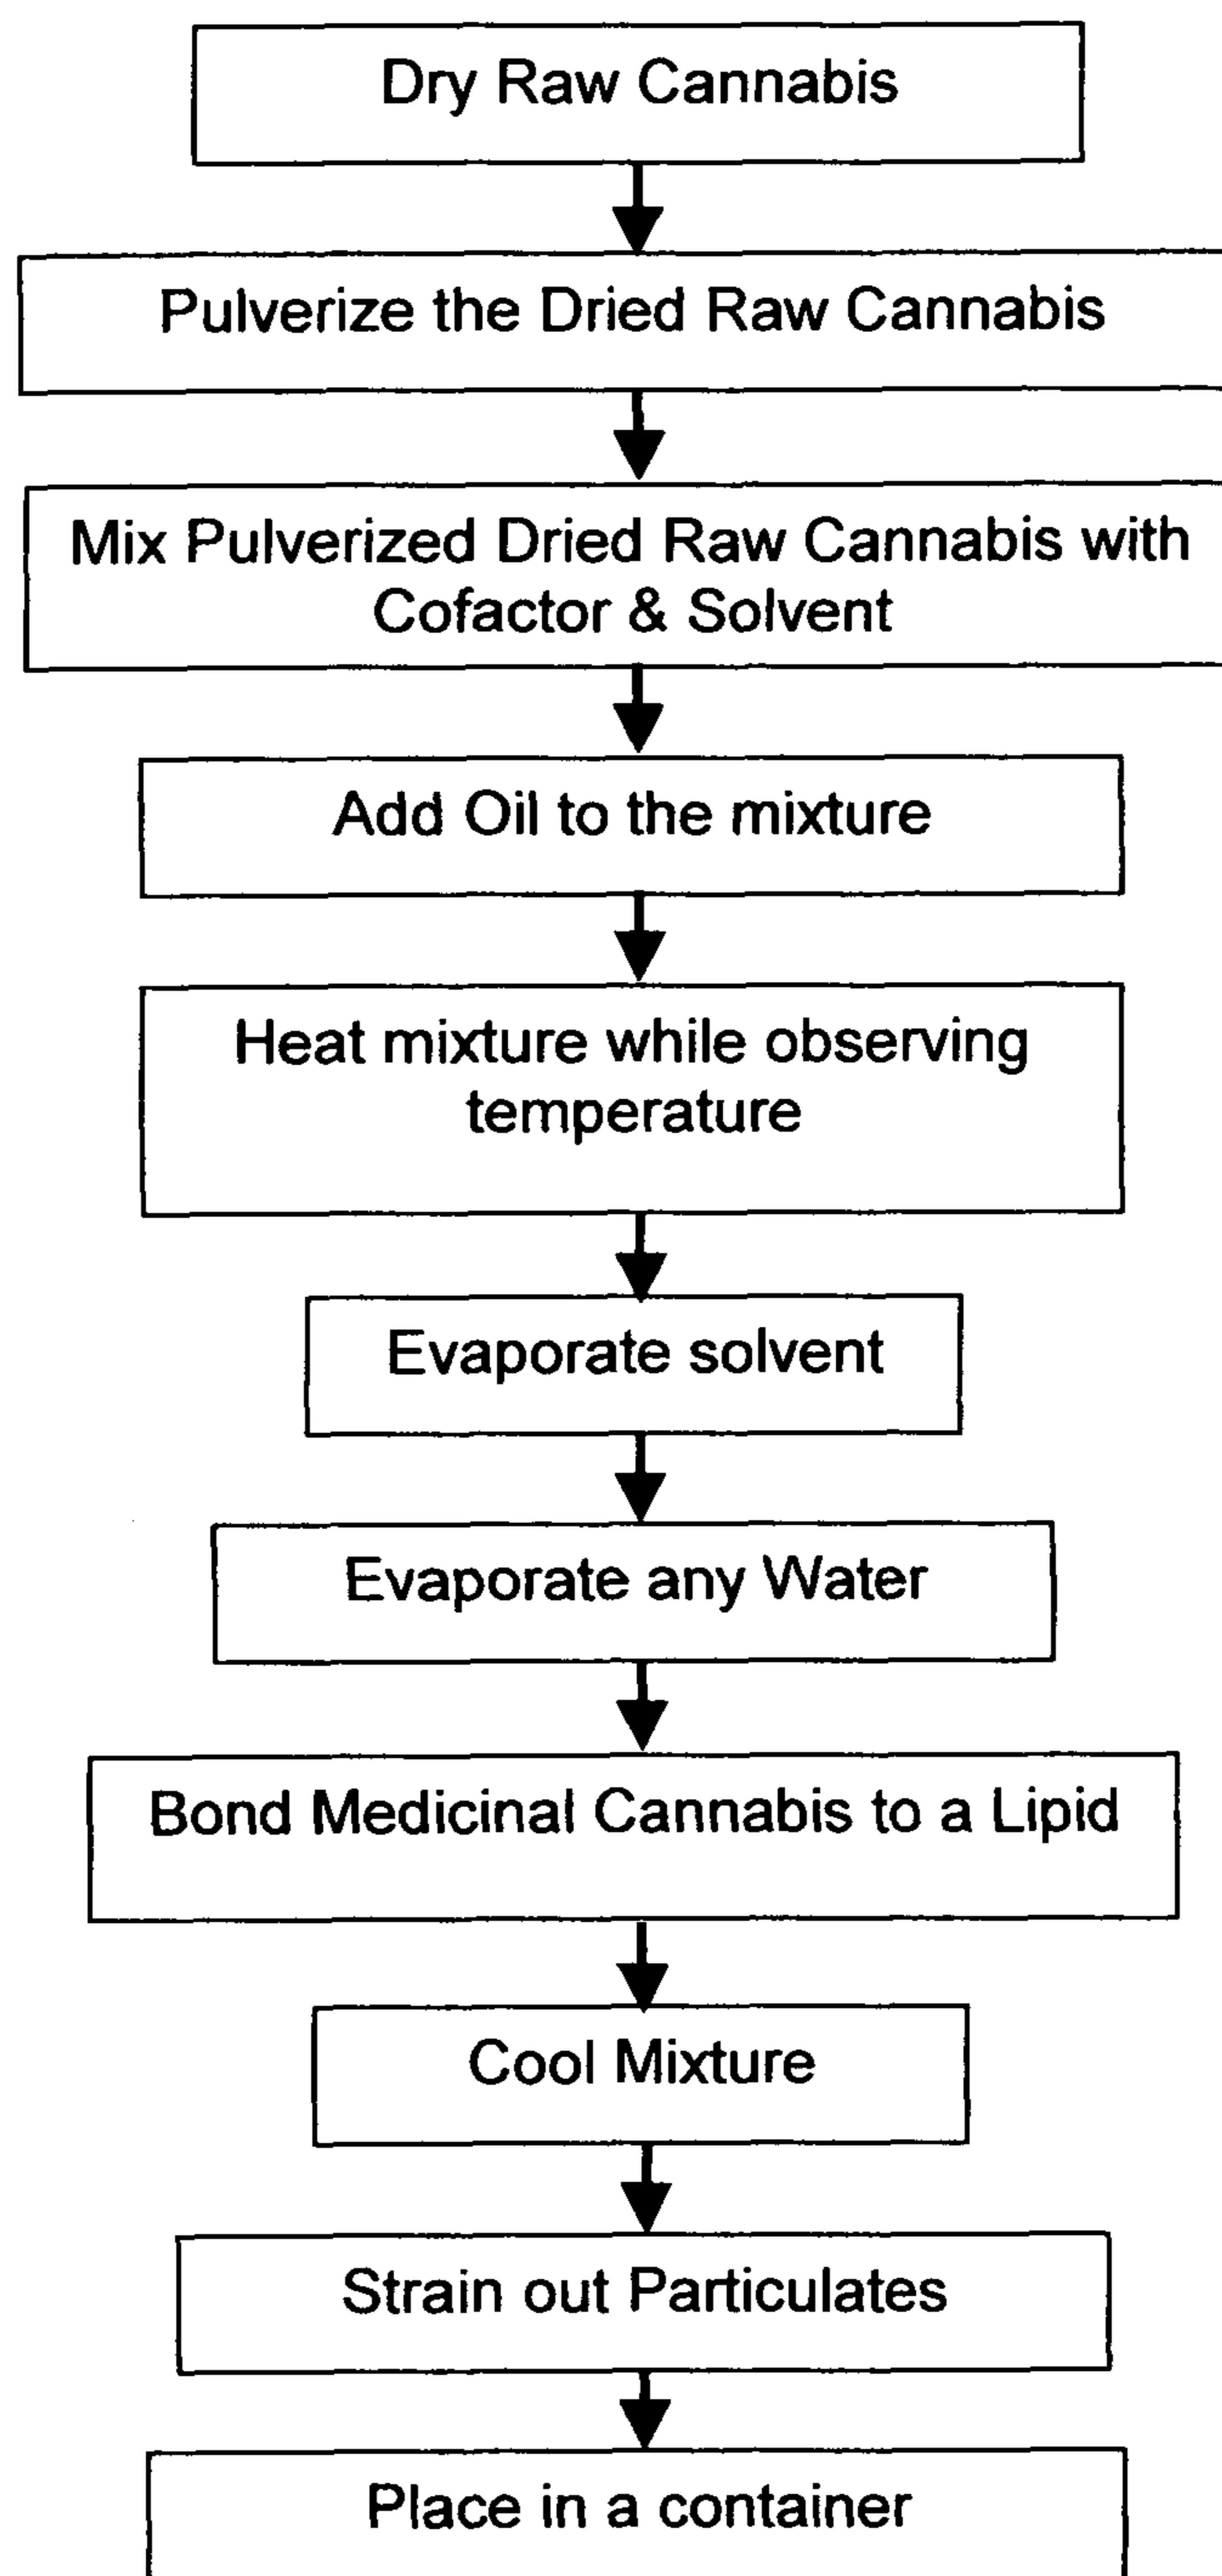 Dry Raw Cannabis
Pulverize the Dried Raw Cannabis
Mix Pulverized Dried Raw Cannabis with
Cofactor & Solvent
Add Oil to the mixture
Heat mixture while observing
temperature
Evaporate solvent
Evaporate any Water
Bond Medicinal Cannabis to a Lipid
Cool Mixture
Strain out Particulates
Place in a container